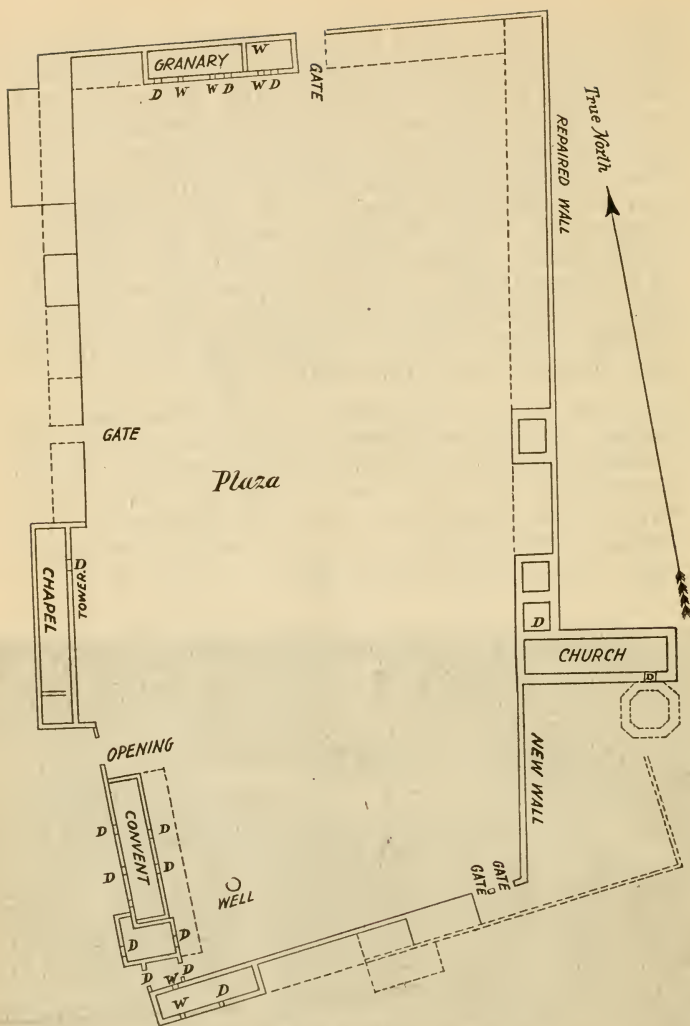 GRANARY
W
D W W D W D
GATE
True North
REPAIRED WALL
GATE
Plaza
D
CHAPEL
TOWER.
D
CHURCH
D
OPENING
NEW WALL
CONVENT
D
D
D
D
WELL
GATE
GATE
D
D
D
D
W
W
D